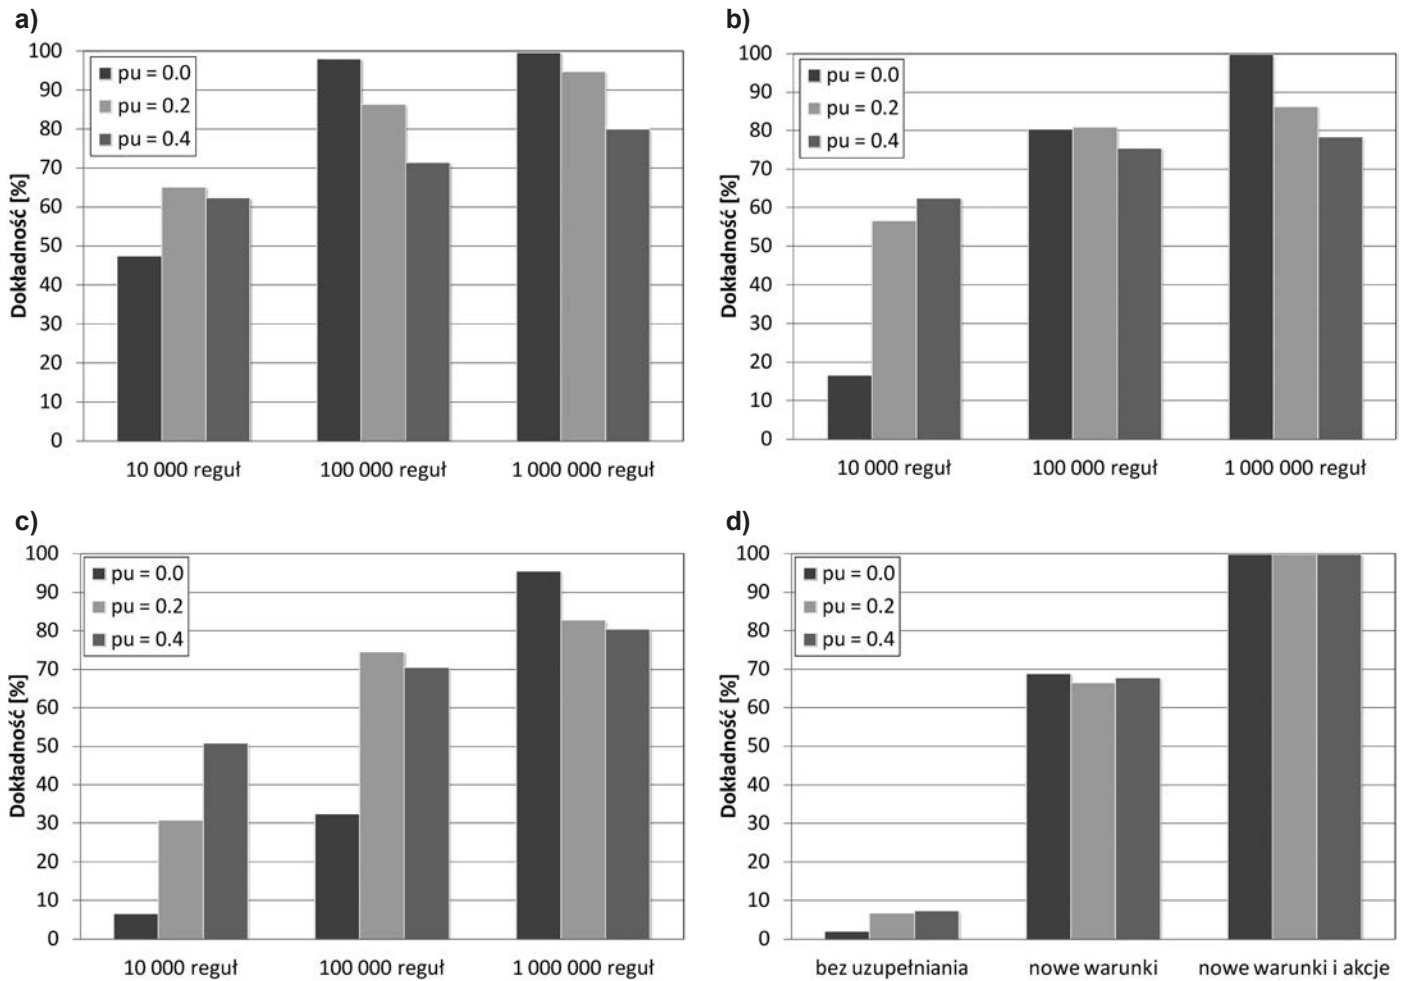 a)
100
90
80
70
60
50
40
30
20
10
0
Dokładność [%]
pu = 0.0
pu = 0.2
pu = 0.4
10 000 reguł
100 000 reguł
1 000 000 reguł
b)
100
90
80
70
60
50
40
30
20
10
0
Dokładność [%]
pu = 0.0
pu = 0.2
pu = 0.4
10 000 reguł
100 000 reguł
1 000 000 reguł
c)
100
90
80
70
60
50
40
30
20
10
0
Dokładność [%]
pu = 0.0
pu = 0.2
pu = 0.4
10 000 reguł
100 000 reguł
1 000 000 reguł
d)
100
90
80
70
60
50
40
30
20
10
0
Dokładność [%]
pu = 0.0
pu = 0.2
pu = 0.4
bez uzupełniania
nowe warunki
nowe warunki i akcje